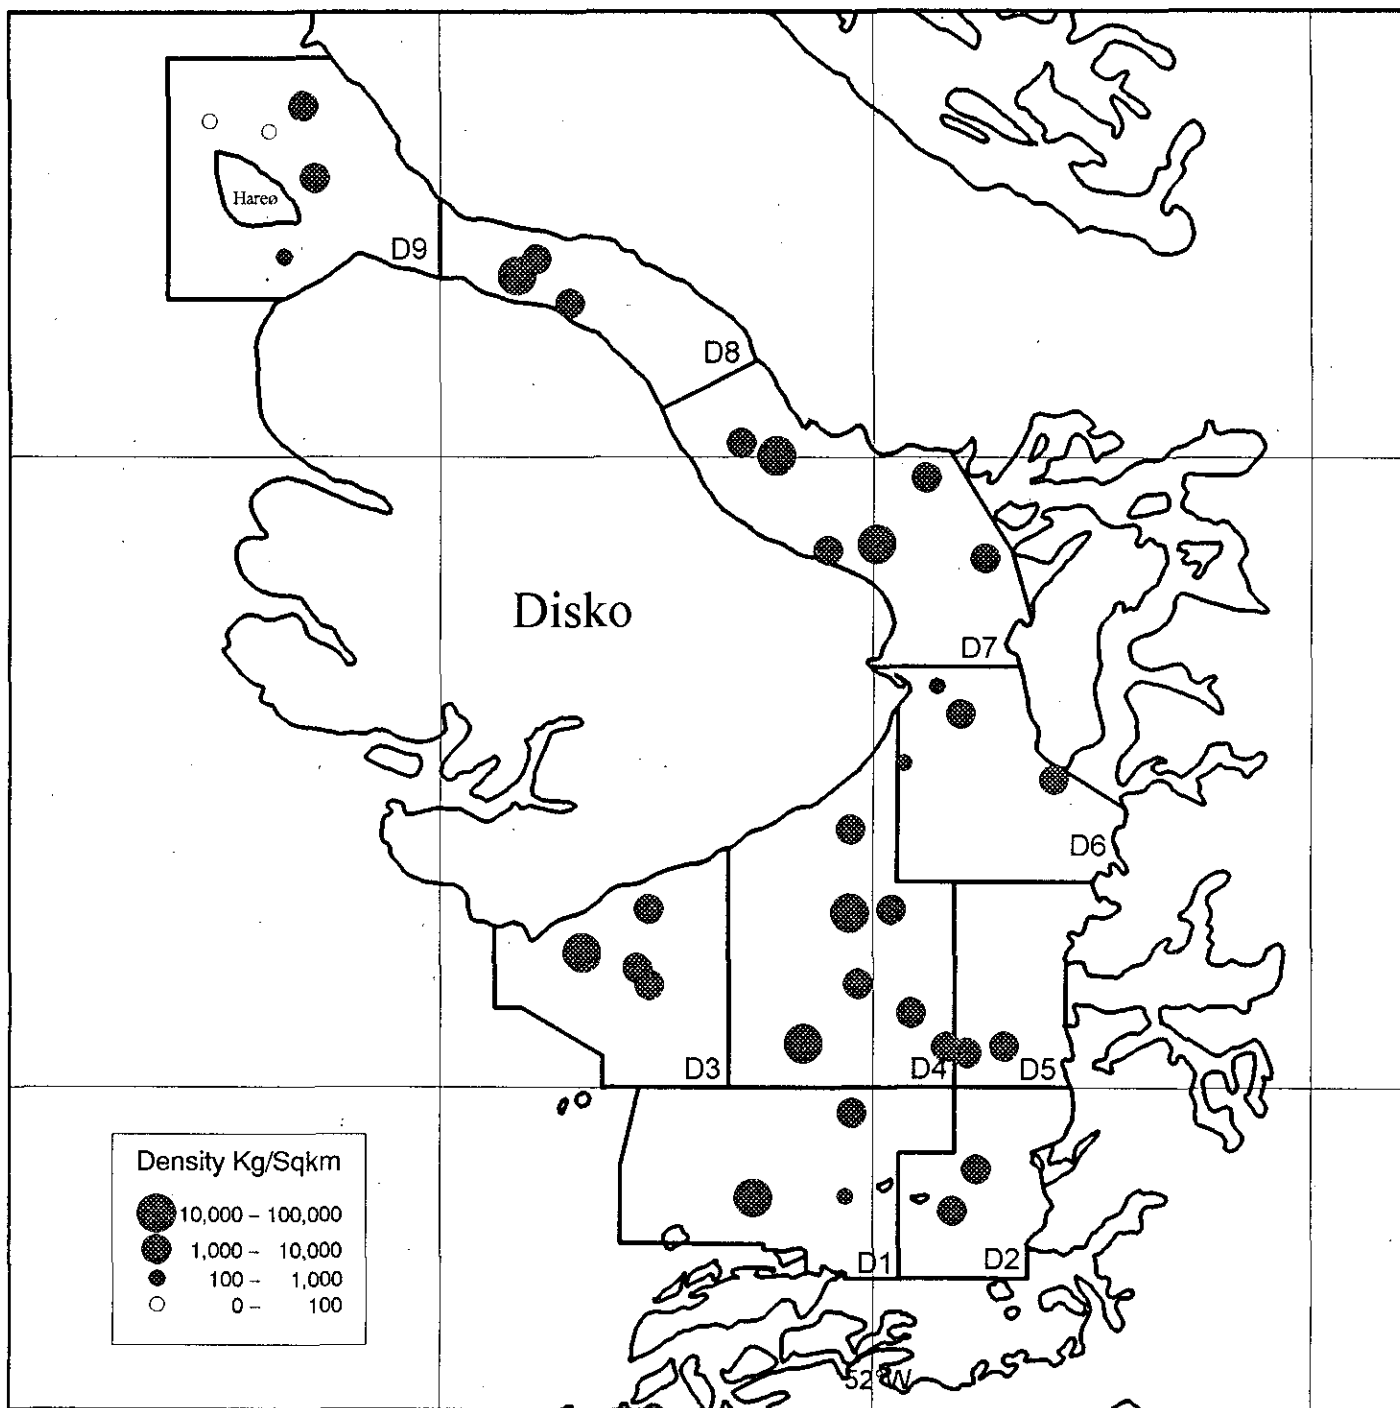 Hareø
D9
D8
Disko
D7
D6
D3
D4
D5
Density Kg/Sqkm
10,000 – 100,000
1,000 – 10,000
100 – 1,000
0 – 100
D1
D2
52°W